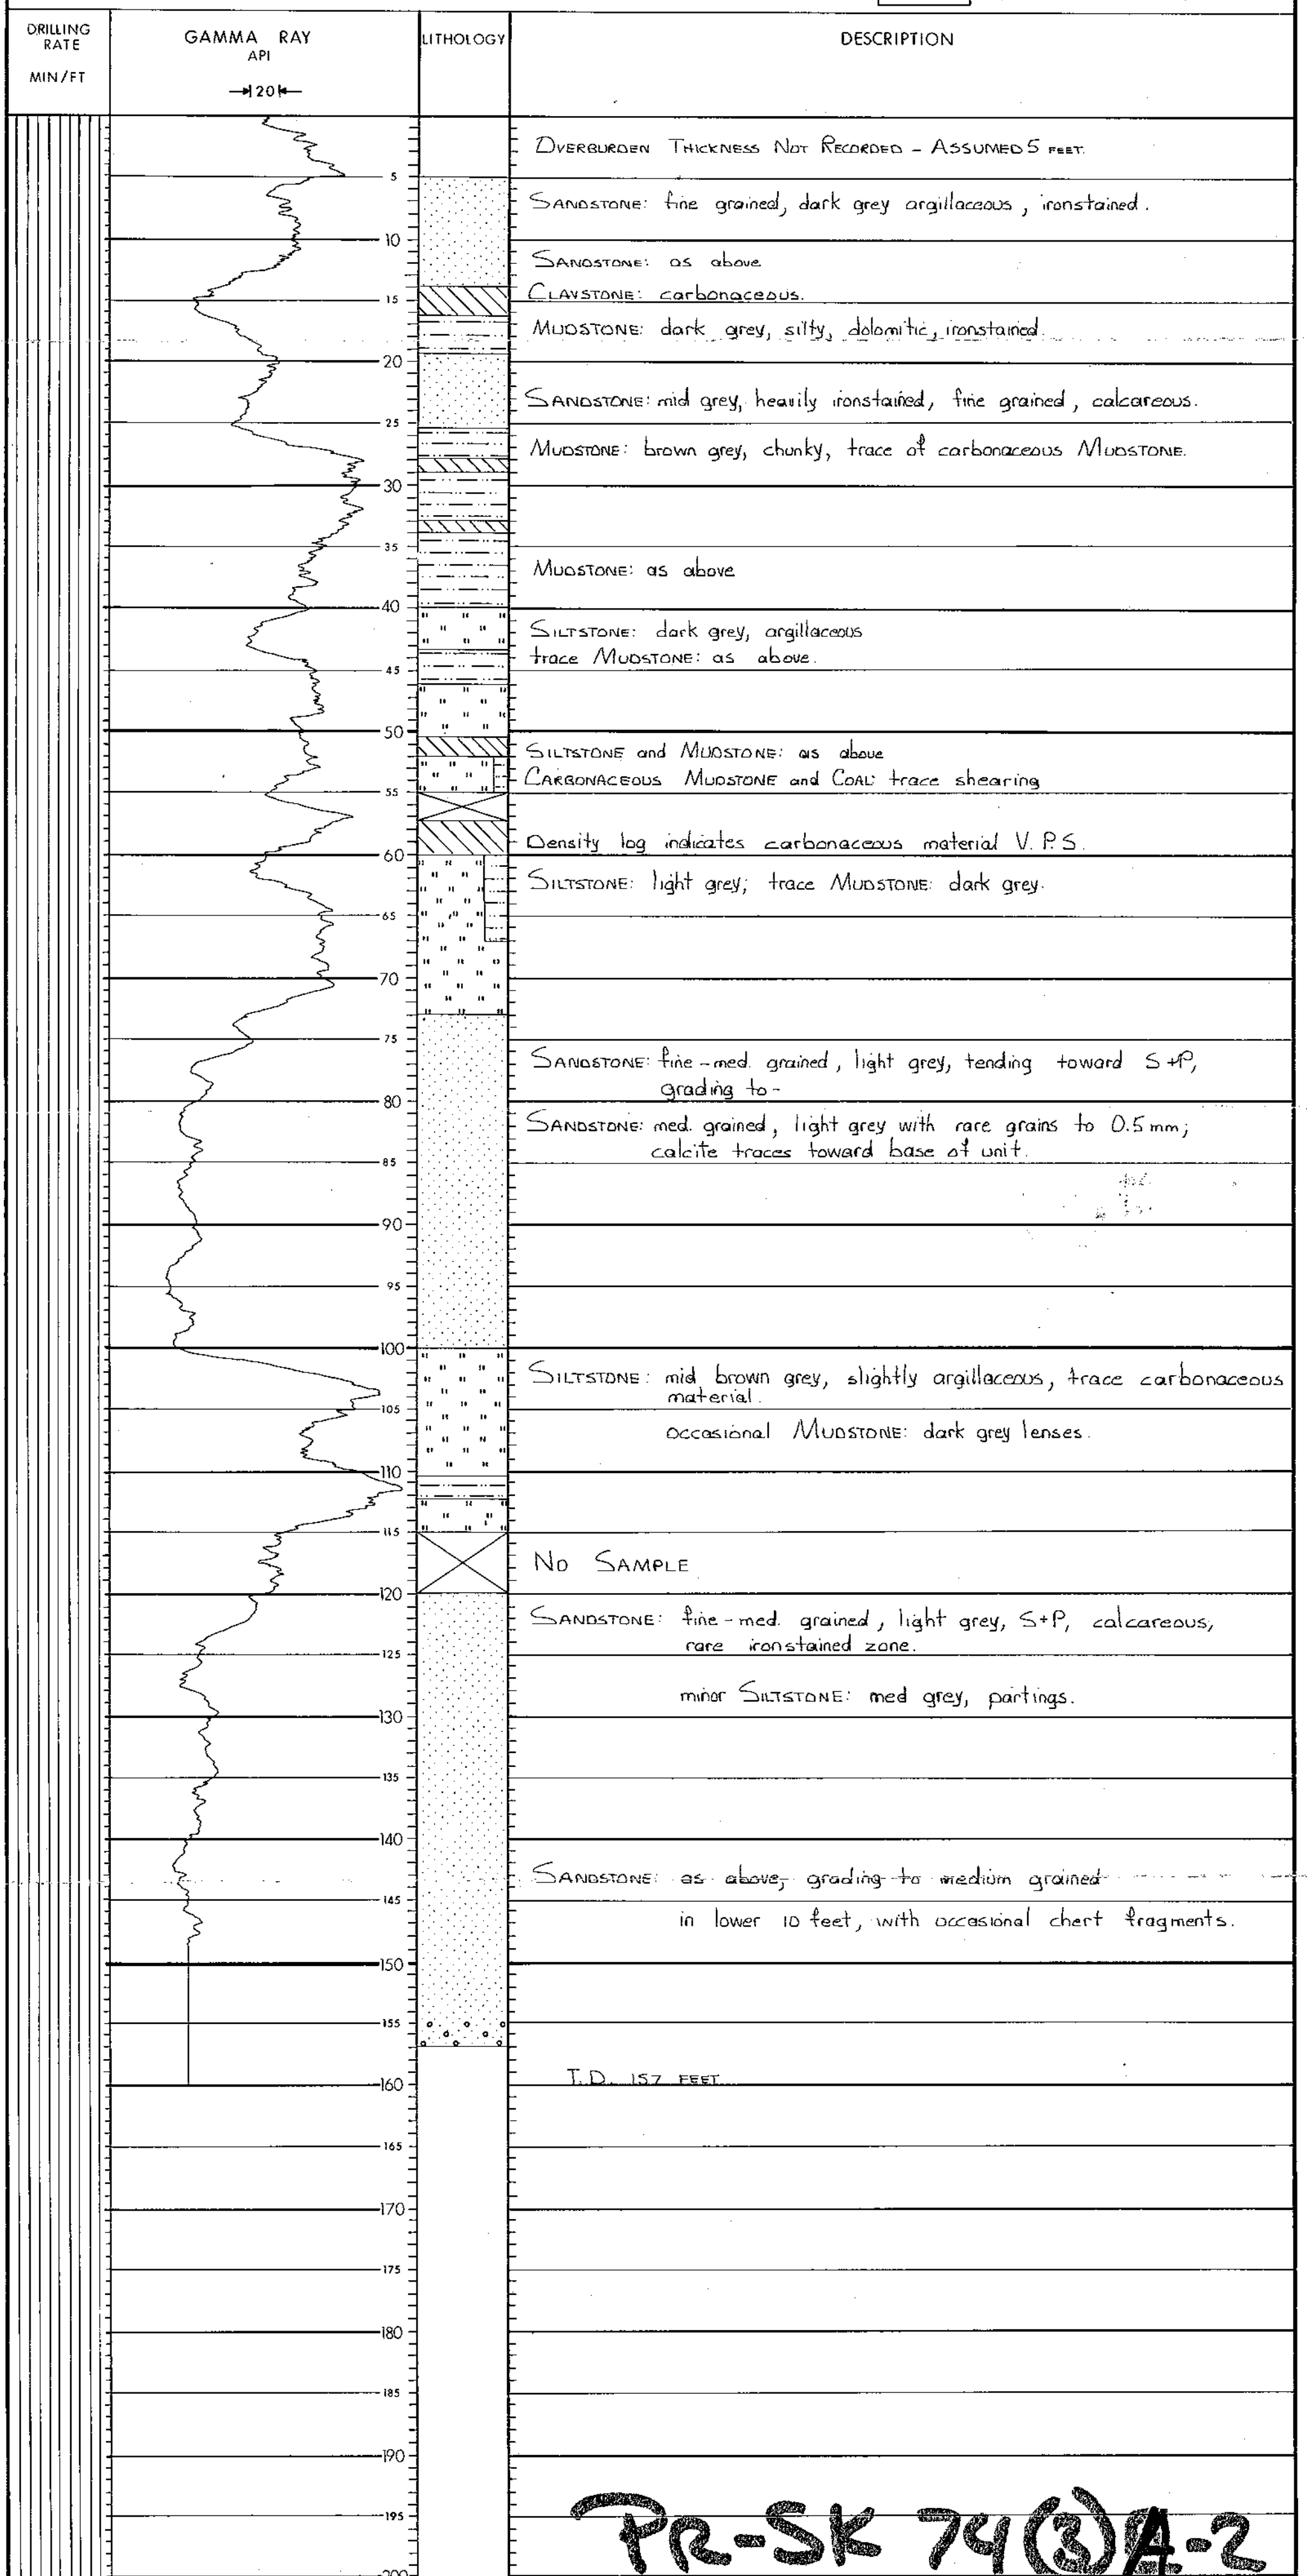 DRILLING
RATE
MIN/FT
GAMMA RAY
API
20
LITHOLOGY
DESCRIPTION
OVERBURDEN THICKNESS NOT RECORDED - ASSUMED 5 FEET.
5
SANDSTONE: fine grained, dark grey argillaceous, ironstained.
10
SANDSTONE: as above
CLAYSTONE: carbonaceous.
15
MUDSTONE: dark grey, silty, dolomitic, ironstained.
20
SANDSTONE: mid grey, heavily ironstained, fine grained, calcareous.
25
MUDSTONE: brown grey, chunky, trace of carbonaceous MUDSTONE.
30
35
MUDSTONE: as above
40
SILTSTONE: dark grey, argillaceous
trace MUDSTONE: as above.
45
50
SILTSTONE and MUDSTONE: as above
CARBONACEOUS MUDSTONE and COAL: trace shearing
55
Density log indicates carbonaceous material V.P.S.
60
SILTSTONE: light grey; trace MUDSTONE: dark grey.
65
70
75
SANDSTONE: fine-med. grained, light grey, tending toward S+P,
grading to-
80
SANDSTONE: med. grained, light grey with rare grains to 0.5 mm;
calcite traces toward base of unit.
85
90
95
100
SILTSTONE: mid brown grey, slightly argillaceous, trace carbonaceous
material.
105
occasional MUDSTONE: dark grey lenses.
110
115
NO SAMPLE
120
SANDSTONE: fine-med. grained, light grey, S+P, calcareous,
rare ironstained zone.
125
minor SILTSTONE: med grey, partings.
130
135
140
SANDSTONE: as above, grading to medium grained
145
in lower 10 feet, with occasional chert fragments.
150
155
T.D. 157 FEET
160
165
170
175
180
185
190
195
PR-SK 74(3)A-2
200